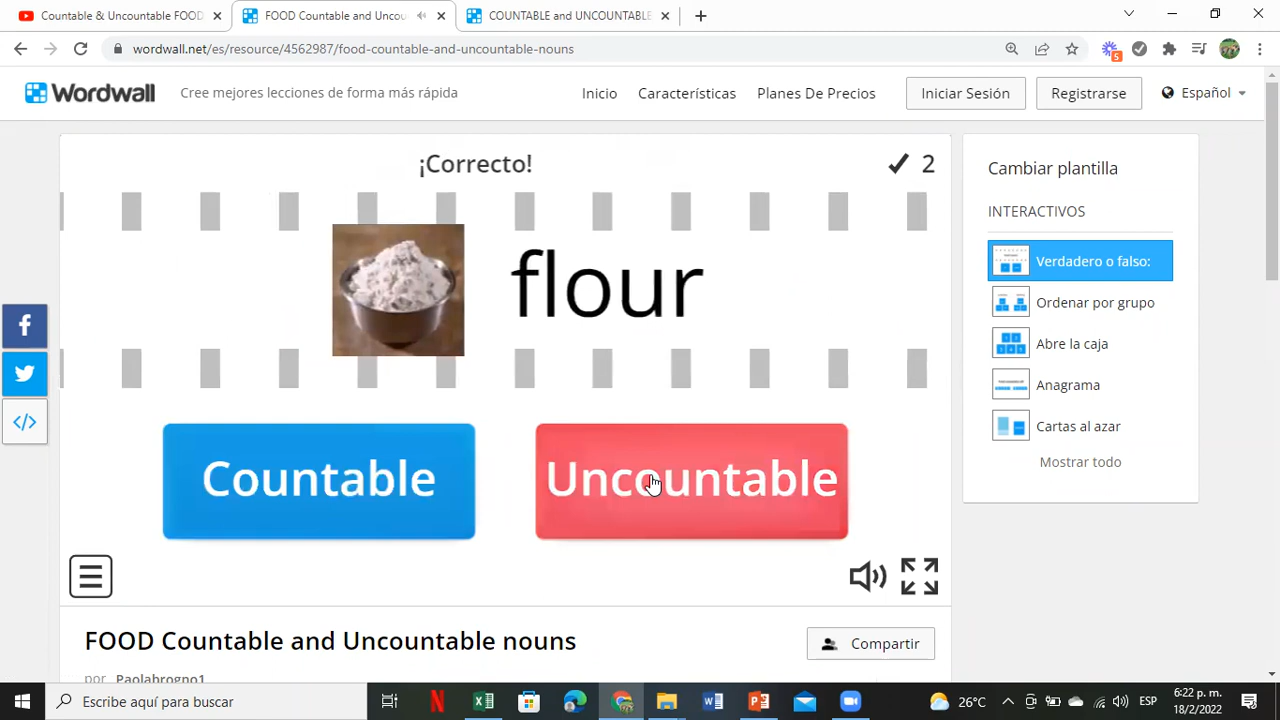 Countable & Uncountable FOOD
FOOD Countable and Uncou
COUNTABLE and UNCOUNTABLE
wordwall.net/es/resource/4562987/food-countable-and-uncountable-nouns
5
Wordwall
Cree mejores lecciones de forma más rápida
Inicio
Características
Planes De Precios
Iniciar Sesión
Registrarse
Español
¡Correcto!
2
flour
Countable
Uncountable
Cambiar plantilla
INTERACTIVOS
Verdadero o falso:
Ordenar por grupo
Abre la caja
Anagrama
Cartas al azar
Mostrar todo
FOOD Countable and Uncountable nouns
Compartir
por Paolabrogno1
Escribe aquí para buscar
26°C
ESP
6:22 p. m.
18/2/2022